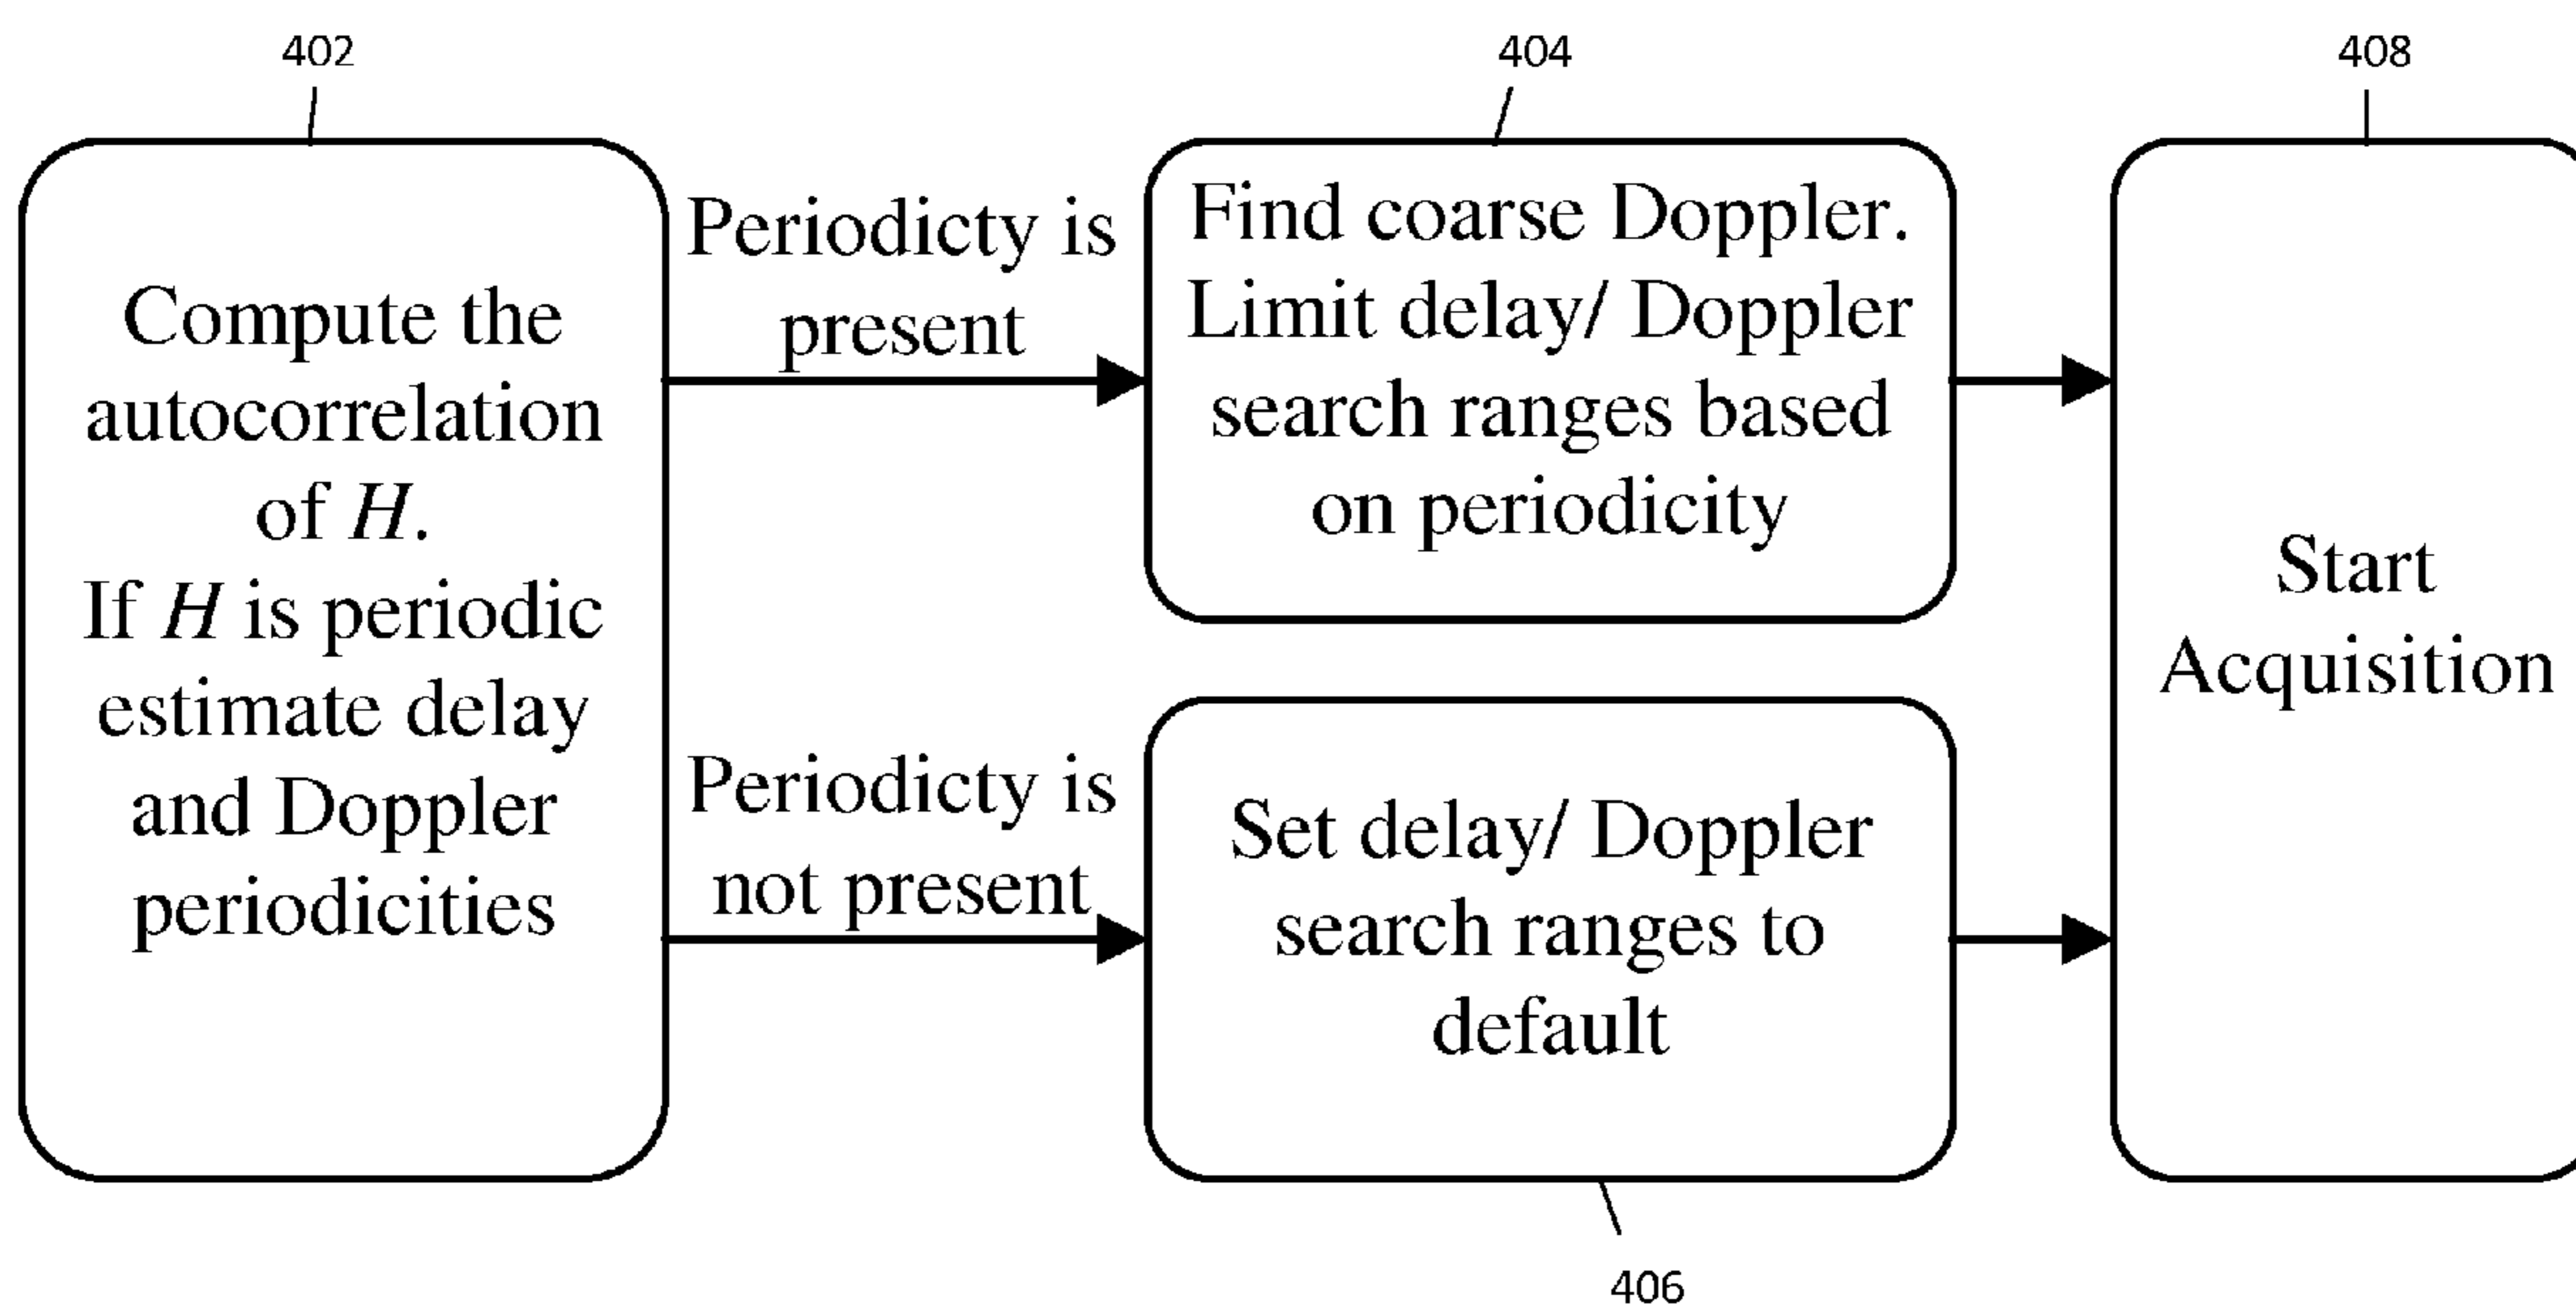 402
404
408
Compute the
autocorrelation
of H.
If H is periodic
estimate delay
and Doppler
periodicities
Periodicty is
present
Periodicty is
not present
Find coarse Doppler.
Limit delay/ Doppler
search ranges based
on periodicity
Set delay/ Doppler
search ranges to
default
Start
Acquisition
406